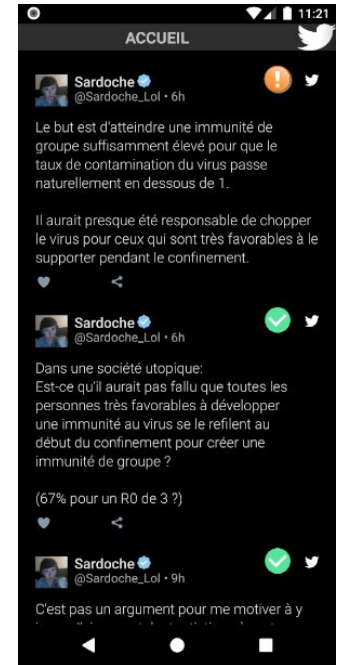 11:21
ACCUEIL
Sardoche
@Sardoche_Lol • 6h
Le but est d'atteindre une immunité de
groupe suffisamment élevé pour que le
taux de contamination du virus passe
naturellement en dessous de 1.
Il aurait presque été responsable de chopper
le virus pour ceux qui sont très favorables à le
supporter pendant le confinement.
Sardoche
@Sardoche_Lol • 6h
Dans une société utopique:
Est-ce qu'il aurait pas fallu que toutes les
personnes très favorables à développer
une immunité au virus se le refilent au
début du confinement pour créer une
immunité de groupe ?
(67% pour un R0 de 3 ?)
Sardoche
@Sardoche_Lol • 9h
C'est pas un argument pour me motiver à y